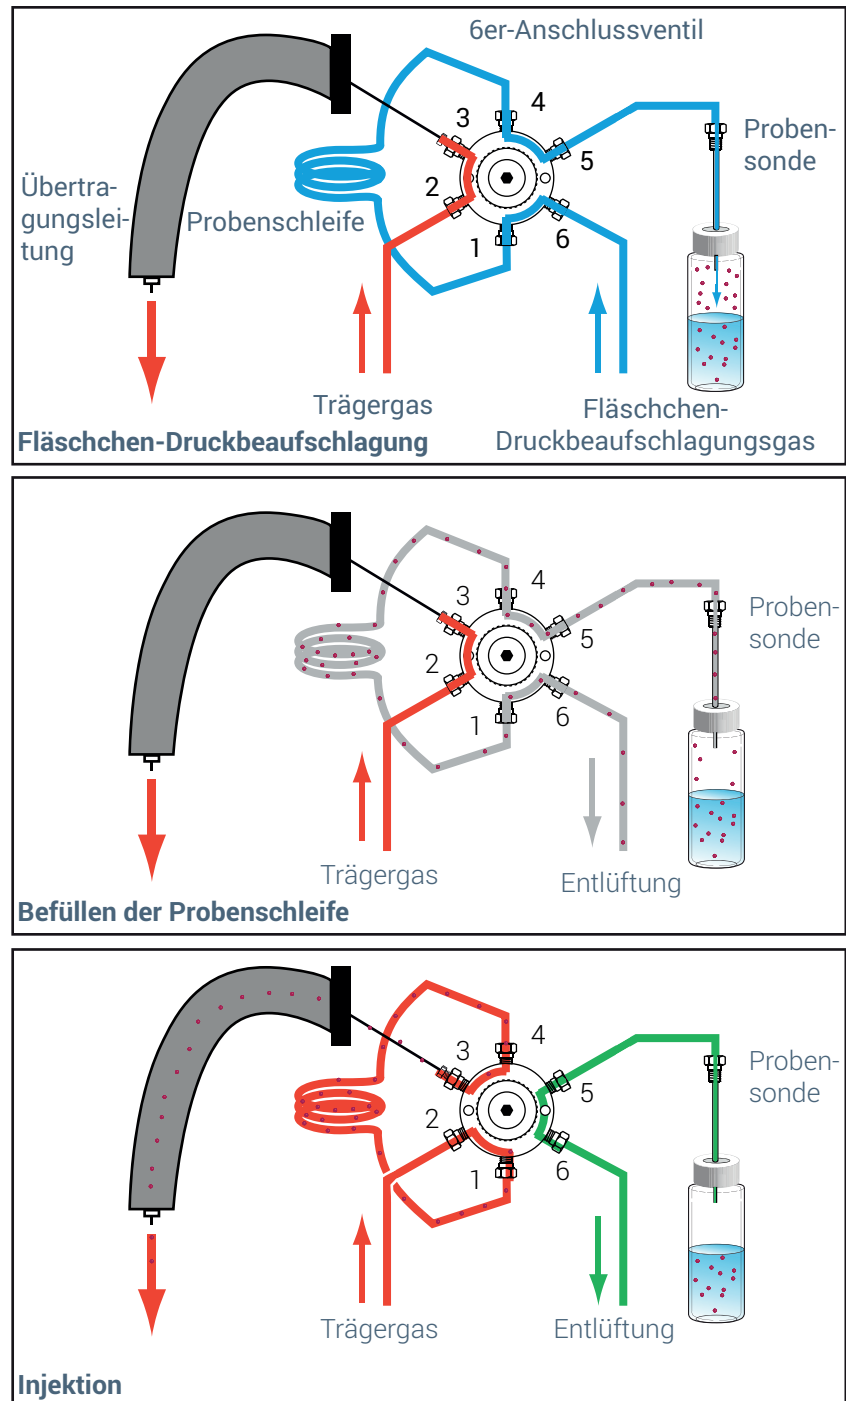 6er-Anschlussventil
4
3
5
Proben-
sonde
Übertra-
gungslei-
tung
2
Probenschleife
1
6
Trägergas
Fläschchen-
Druckbeaufschlagungsgas
Fläschchen-Druckbeaufschlagung
4
3
5
Proben-
sonde
2
1
6
Trägergas
Entlüftung
Befüllen der Probenschleife
4
3
5
Proben-
sonde
2
1
6
Trägergas
Entlüftung
Injektion